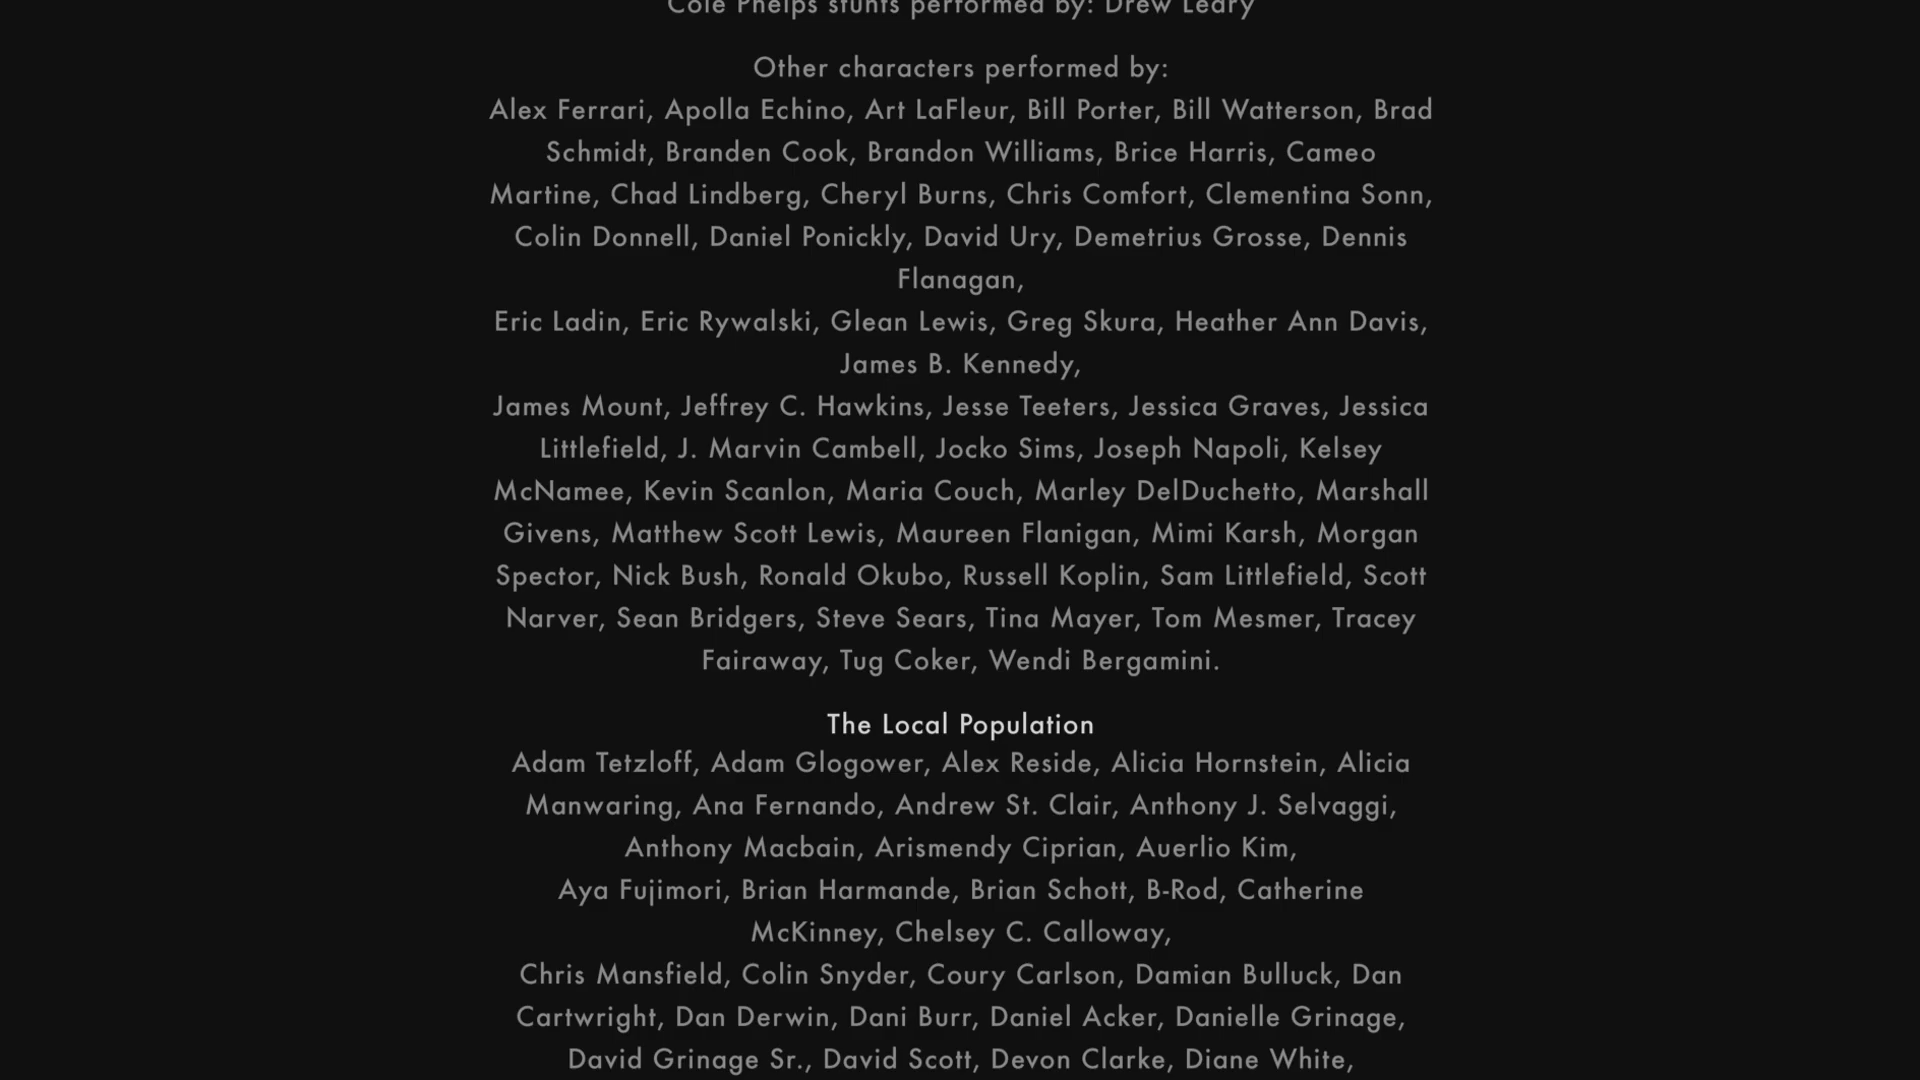 Cole Phelps stunts performed by: Drew Leary
Other characters performed by:
Alex Ferrari, Apolla Echino, Art LaFleur, Bill Porter, Bill Watterson, Brad
Schmidt, Branden Cook, Brandon Williams, Brice Harris, Cameo
Martine, Chad Lindberg, Cheryl Burns, Chris Comfort, Clementina Sonn,
Colin Donnell, Daniel Ponickly, David Ury, Demetrius Grosse, Dennis
Flanagan,
Eric Ladin, Eric Rywalski, Glean Lewis, Greg Skura, Heather Ann Davis,
James B. Kennedy,
James Mount, Jeffrey C. Hawkins, Jesse Teeters, Jessica Graves, Jessica
Littlefield, J. Marvin Cambell, Jocko Sims, Joseph Napoli, Kelsey
McNamee, Kevin Scanlon, Maria Couch, Marley DelDuchetto, Marshall
Givens, Matthew Scott Lewis, Maureen Flanigan, Mimi Karsh, Morgan
Spector, Nick Bush, Ronald Okubo, Russell Koplin, Sam Littlefield, Scott
Narver, Sean Bridgers, Steve Sears, Tina Mayer, Tom Mesmer, Tracey
Fairaway, Tug Coker, Wendi Bergamini.
The Local Population
Adam Tetzloff, Adam Glogower, Alex Reside, Alicia Hornstein, Alicia
Manwaring, Ana Fernando, Andrew St. Clair, Anthony J. Selvaggi,
Anthony Macbain, Arismendy Ciprian, Auerlio Kim,
Aya Fujimori, Brian Harmande, Brian Schott, B-Rod, Catherine
McKinney, Chelsey C. Calloway,
Chris Mansfield, Colin Snyder, Coury Carlson, Damian Bulluck, Dan
Cartwright, Dan Derwin, Dani Burr, Daniel Acker, Danielle Grinage,
David Grinage Sr., David Scott, Devon Clarke, Diane White,